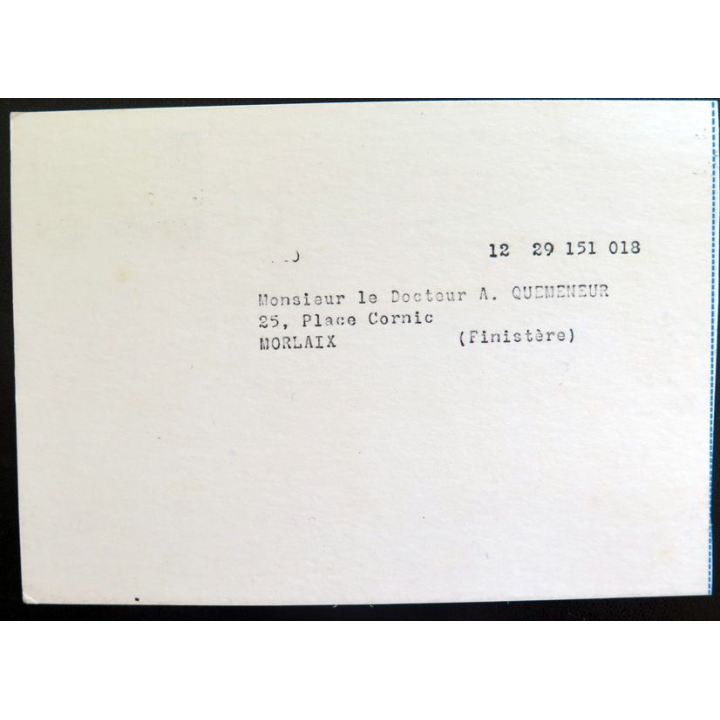 12 29 151 018
Monsieur le Docteur A. QUEMENEUR
25, Place Cornic
MORLAIX (Finistère)